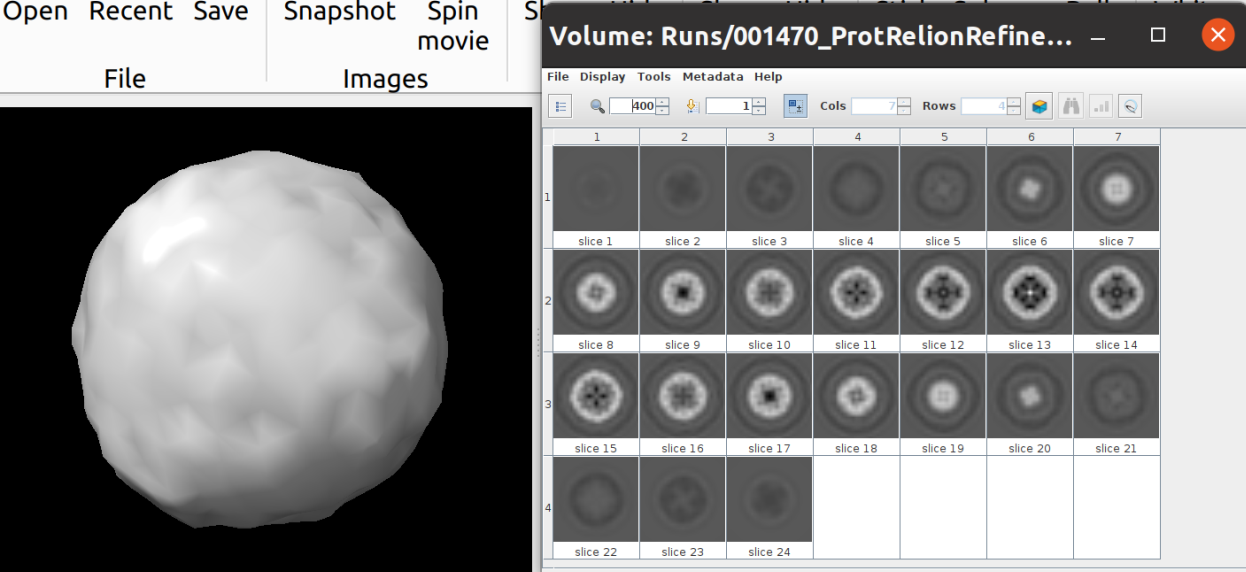 Open Recent Save Snapshot Spin movie
File Images
Volume: Runs/001470_ProtRelionRefine...
File Display Tools Metadata Help
400 1 Cols 7 Rows 4
1 2 3 4 5 6 7
1
slice 1 slice 2 slice 3 slice 4 slice 5 slice 6 slice 7
2
slice 8 slice 9 slice 10 slice 11 slice 12 slice 13 slice 14
3
slice 15 slice 16 slice 17 slice 18 slice 19 slice 20 slice 21
4
slice 22 slice 23 slice 24